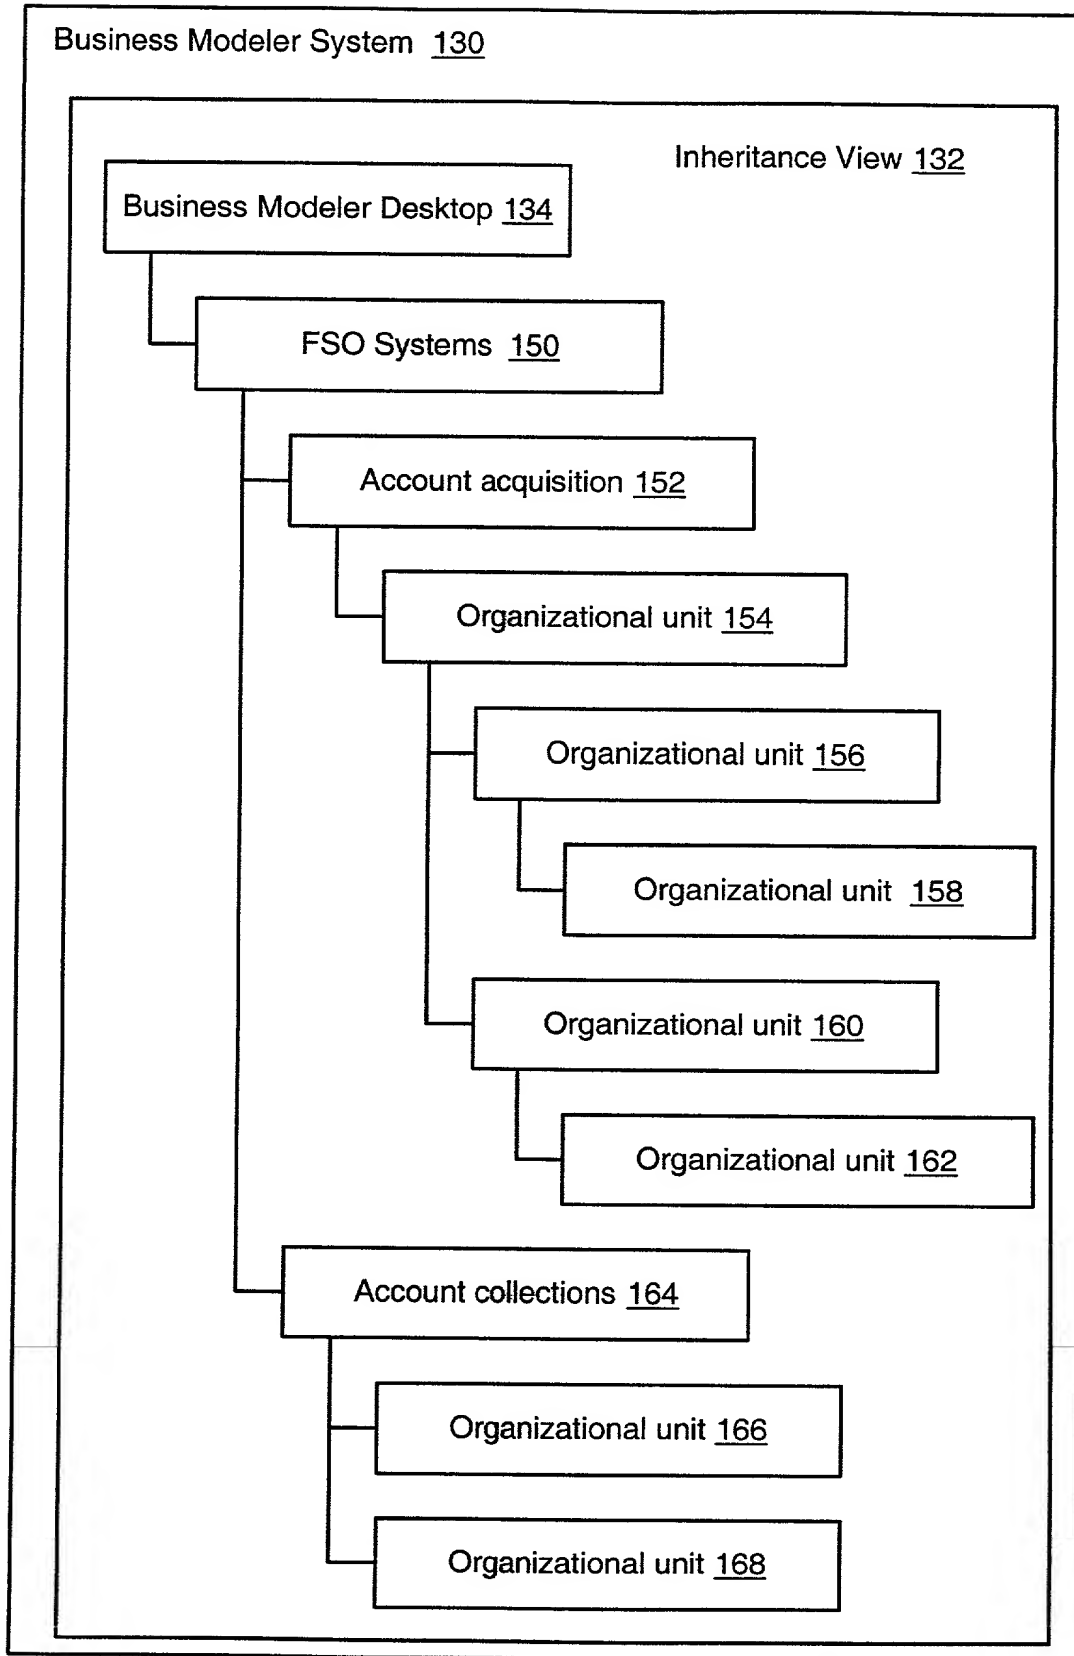 Business Modeler System 130
Inheritance View 132
Business Modeler Desktop 134
FSO Systems 150
Account acquisition 152
Organizational unit 154
Organizational unit 156
Organizational unit 158
Organizational unit 160
Organizational unit 162
Account collections 164
Organizational unit 166
Organizational unit 168